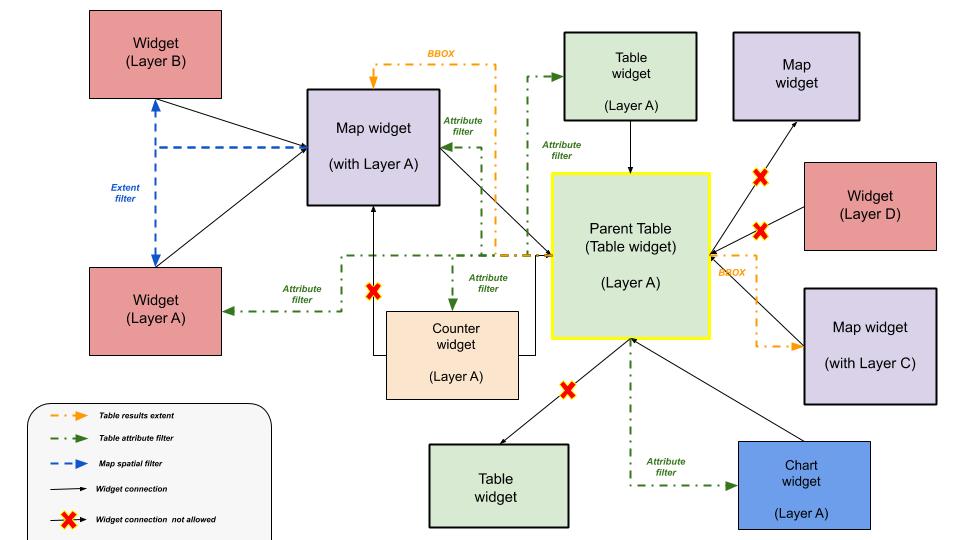 Widget
(Layer B)
BBOX
Table
widget
(Layer A)
Map
widget
Map widget
(with Layer A)
Attribute
filter
Attribute
filter
Extent
filter
Widget
(Layer D)
Parent Table
(Table widget)
(Layer A)
BBOX
Widget
(Layer A)
Attribute
filter
Attribute
filter
Counter
widget
(Layer A)
Map widget
(with Layer C)
Table
widget
Attribute
filter
Chart
widget
(Layer A)
Table results extent
Table attribute filter
Map spatial filter
Widget connection
Widget connection not allowed